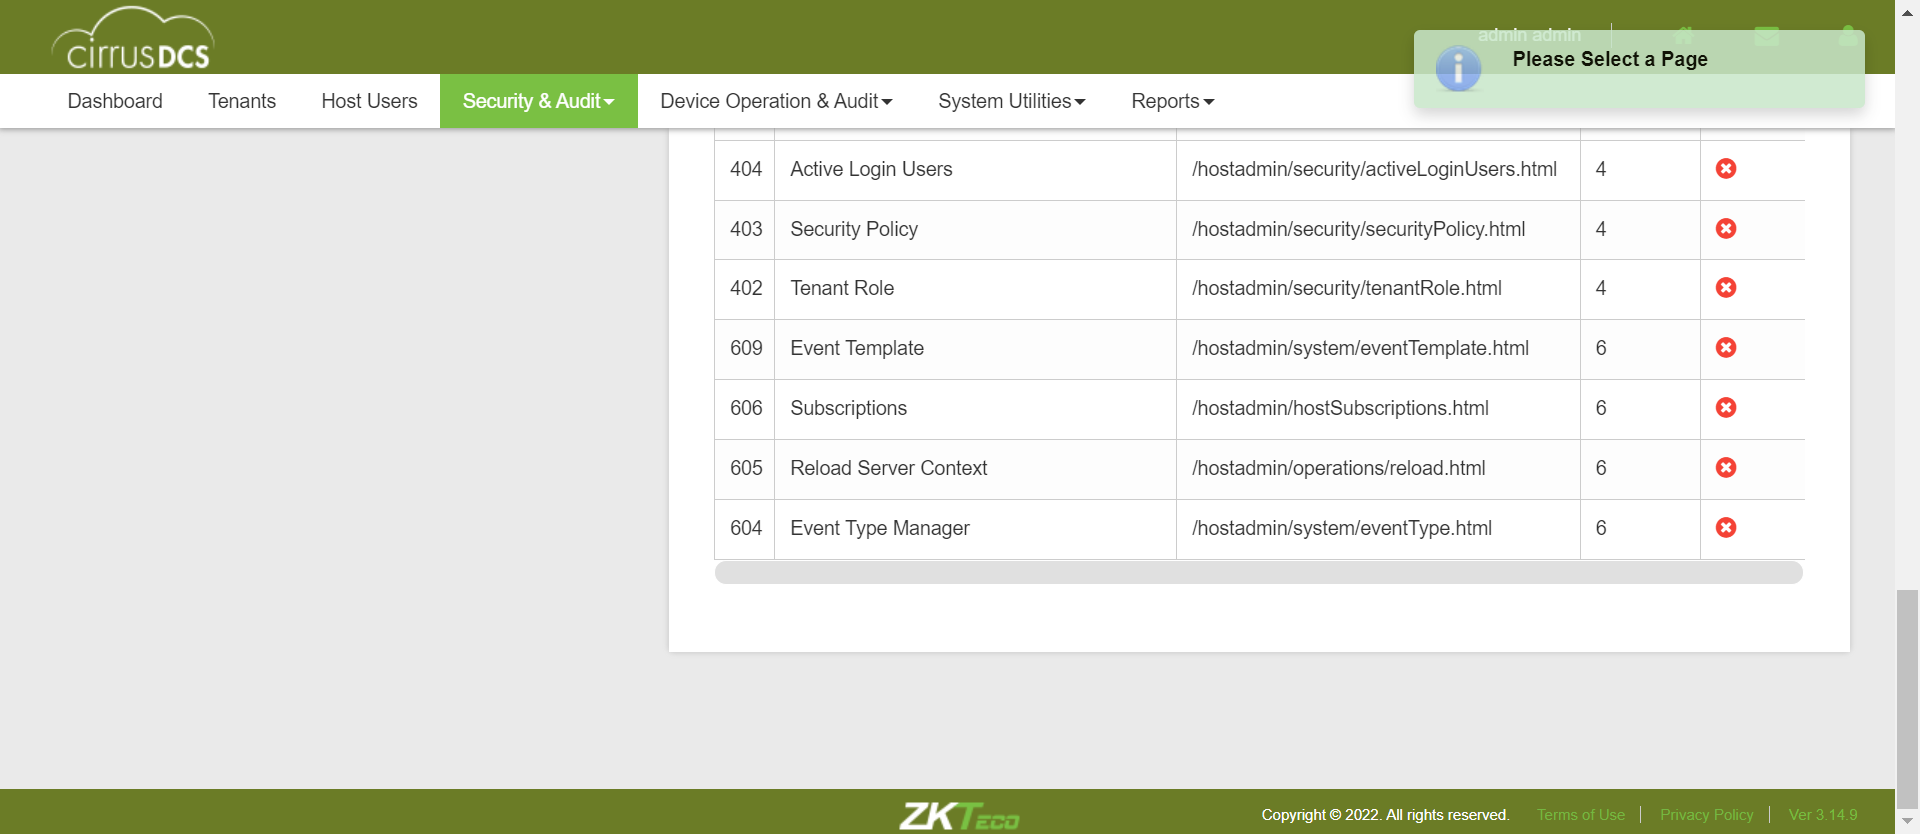 cirrusDCS
admin admin
Please Select a Page
Dashboard Tenants Host Users Security & Audit Device Operation & Audit System Utilities Reports
404 Active Login Users /hostadmin/security/activeLoginUsers.html 4
403 Security Policy /hostadmin/security/securityPolicy.html 4
402 Tenant Role /hostadmin/security/tenantRole.html 4
609 Event Template /hostadmin/system/eventTemplate.html 6
606 Subscriptions /hostadmin/hostSubscriptions.html 6
605 Reload Server Context /hostadmin/operations/reload.html 6
604 Event Type Manager /hostadmin/system/eventType.html 6
ZKTeco Copyright © 2022. All rights reserved. Terms of Use Privacy Policy Ver 3.14.9